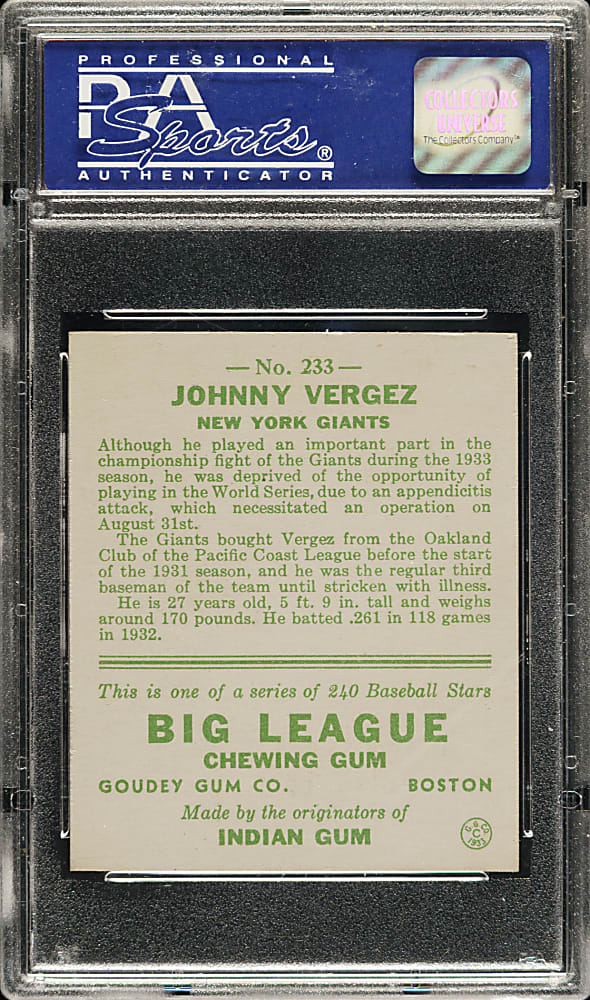 PROFESSIONAL
PSA
Sports®
AUTHENTICATOR
COLLECTORS
UNIVERSE
The Collectors Company℠
— No. 233 —
JOHNNY VERGEZ
NEW YORK GIANTS
Although he played an important part in the
championship fight of the Giants during the 1933
season, he was deprived of the opportunity of
playing in the World Series, due to an appendicitis
attack, which necessitated an operation on
August 31st.
The Giants bought Vergez from the Oakland
Club of the Pacific Coast League before the start
of the 1931 season, and he was the regular third
baseman of the team until stricken with illness.
He is 27 years old, 5 ft. 9 in. tall and weighs
around 170 pounds. He batted .261 in 118 games
in 1932.
This is one of a series of 240 Baseball Stars
BIG LEAGUE
CHEWING GUM
GOUDEY GUM CO. BOSTON
Made by the originators of
INDIAN GUM
G. G. CO.
C
1933